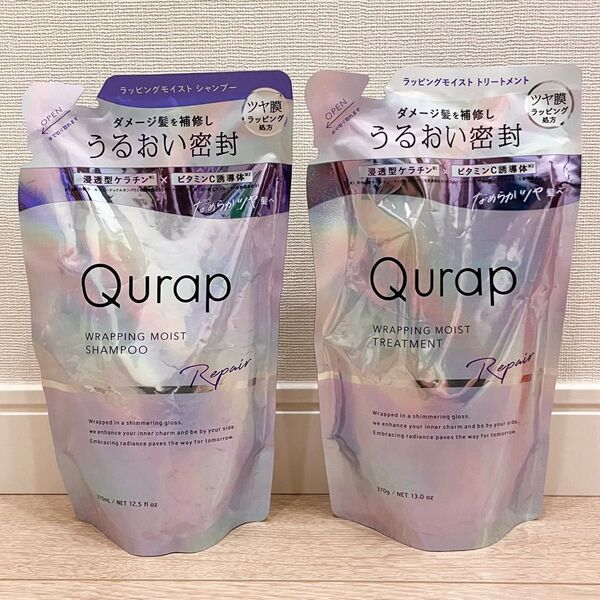 ラッピングモイスト シャンプー
OPEN
ツヤ膜
ラッピング
処方
ダメージ髪を補修し
うるおい密封
浸透型ケラチン × ビタミンC誘導体
なめらかツヤ髪へ
Qurap
WRAPPING MOIST
SHAMPOO
Repair
Wrapped in a shimmering gloss,
we enhance your inner charm and be by your side.
Embracing radiance paves the way for tomorrow.
NET 12.5 fl oz
ラッピングモイスト トリートメント
OPEN
ツヤ膜
ラッピング
処方
ダメージ髪を補修し
うるおい密封
浸透型ケラチン × ビタミンC誘導体
なめらかツヤ髪へ
Qurap
WRAPPING MOIST
TREATMENT
Repair
Wrapped in a shimmering gloss,
we enhance your inner charm and be by your side.
Embracing radiance paves the way for tomorrow.
370g / NET 13.0 oz